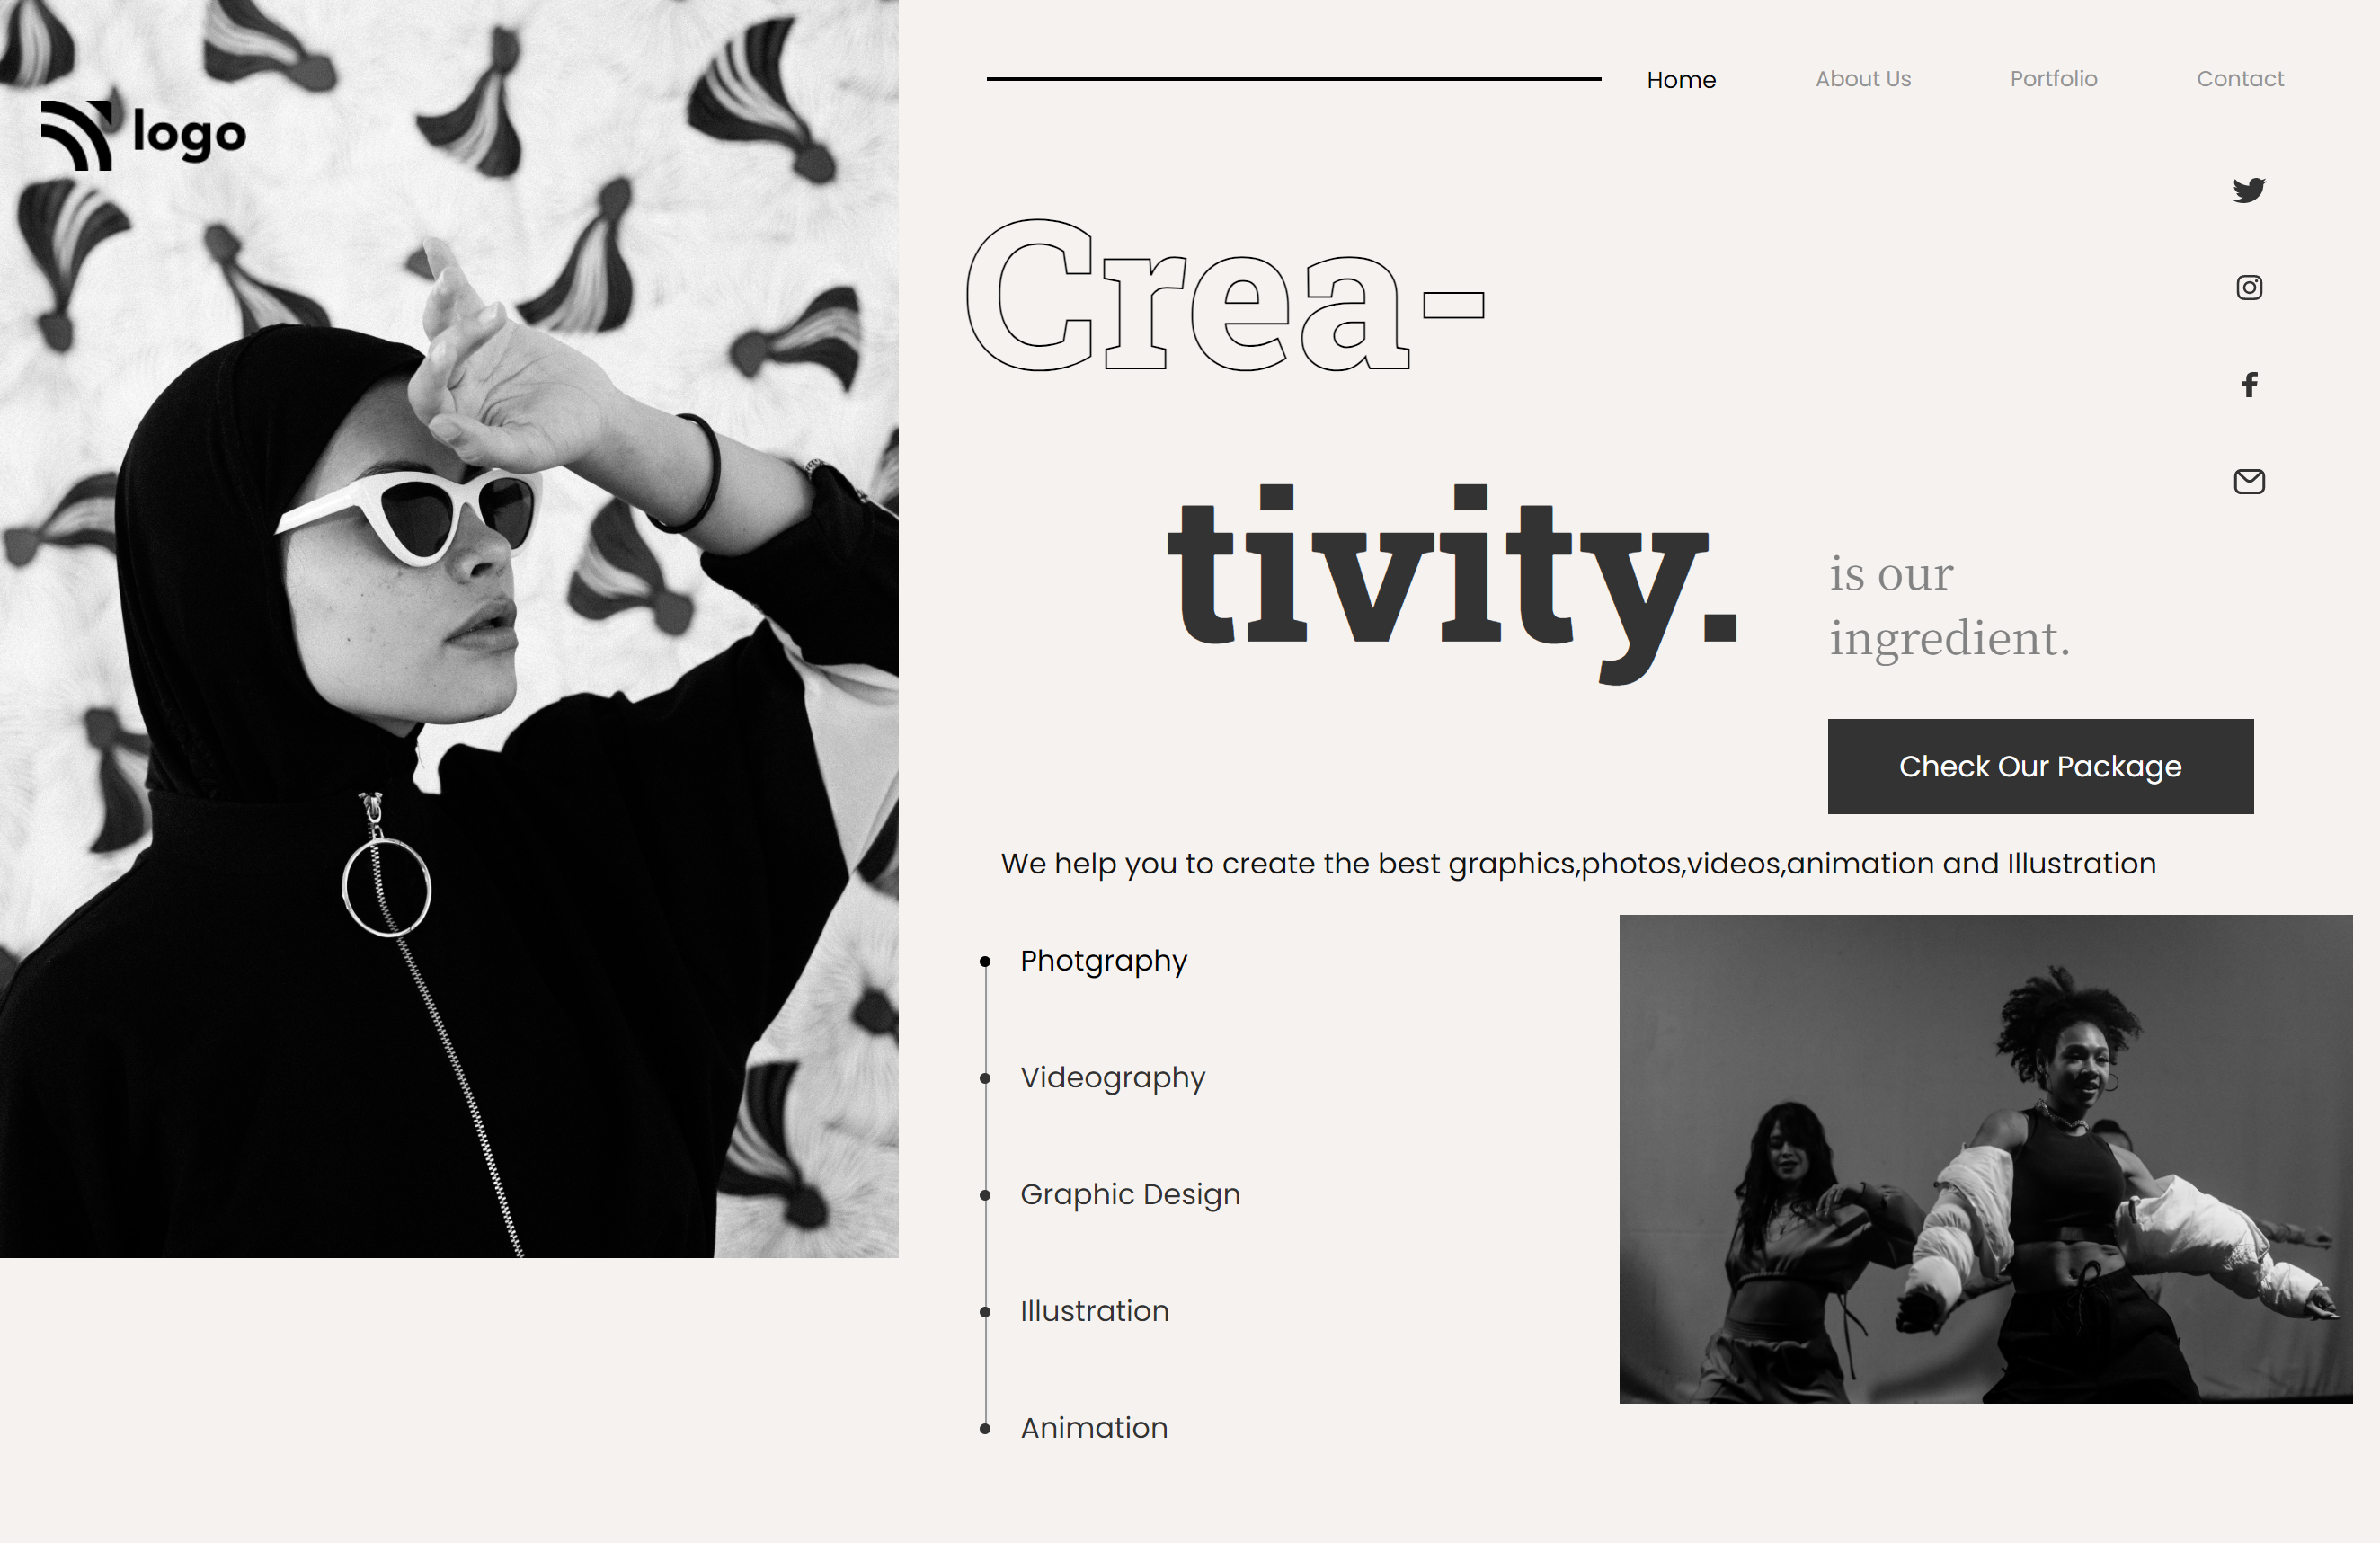 logo
Home About Us Portfolio Contact
Crea-
tivity.
is our
ingredient.
Check Our Package
We help you to create the best graphics,photos,videos,animation and Illustration
Photgraphy
Videography
Graphic Design
Illustration
Animation